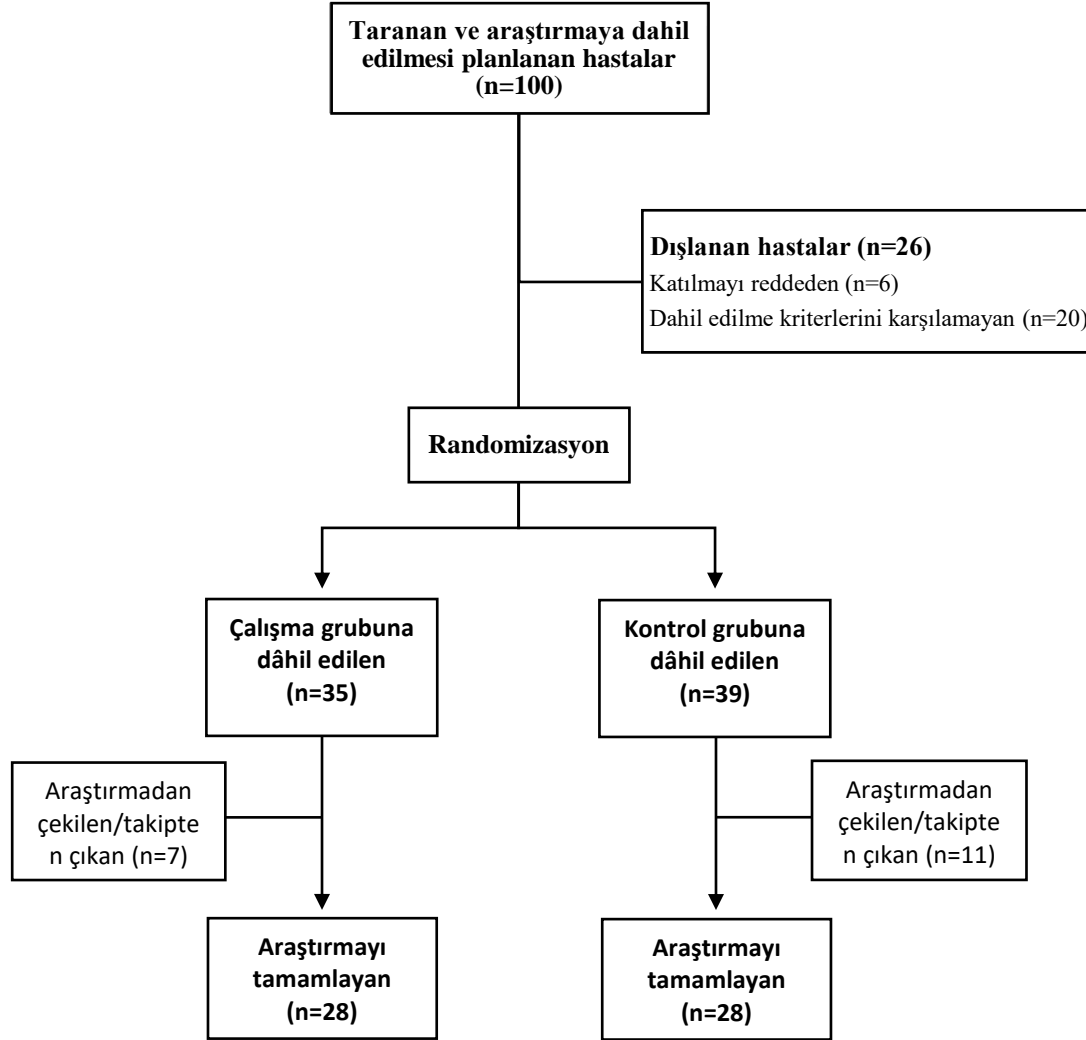 Taranan ve araştırmaya dahil
edilmesi planlanan hastalar
(n=100)
Dışlanan hastalar (n=26)
Katılmayı reddeden (n=6)
Dahil edilme kriterlerini karşılamayan (n=20)
Randomizasyon
Çalışma grubuna
dâhil edilen
(n=35)
Kontrol grubuna
dâhil edilen
(n=39)
Araştırmadan
çekilen/takipte
n çıkan (n=7)
Araştırmadan
çekilen/takipte
n çıkan (n=11)
Araştırmayı
tamamlayan
(n=28)
Araştırmayı
tamamlayan
(n=28)